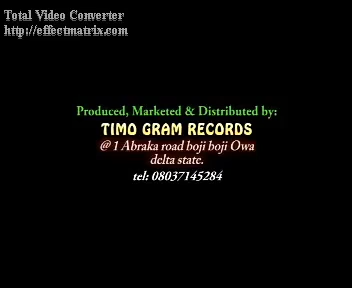 Total Video Converter
http://effectmatrix.com
Produced, Marketed & Distributed by:
TIMO GRAM RECORDS
@ 1 Abraka road boji boji Owa
delta state.
tel: 08037145284